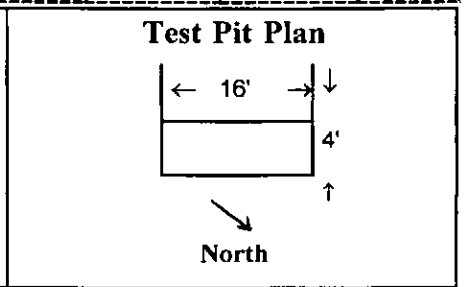 Test Pit Plan
← 16' → ↓
4'
↑
North